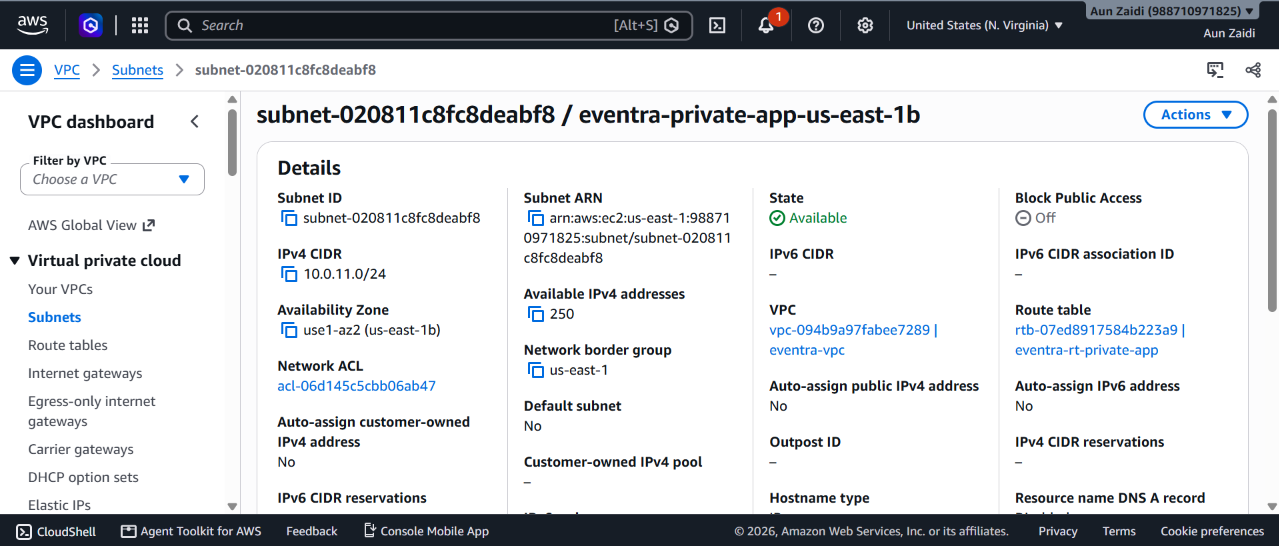 aws
Search
[Alt+S]
1
United States (N. Virginia)
Aun Zaidi (988710971825)
Aun Zaidi
VPC
Subnets
subnet-020811c8fc8deabf8
VPC dashboard
Filter by VPC
Choose a VPC
AWS Global View
Virtual private cloud
Your VPCs
Subnets
Route tables
Internet gateways
Egress-only internet
gateways
Carrier gateways
DHCP option sets
Elastic IPs
subnet-020811c8fc8deabf8 / eventra-private-app-us-east-1b
Actions
Details
Subnet ID
subnet-020811c8fc8deabf8
IPv4 CIDR
10.0.11.0/24
Availability Zone
use1-az2 (us-east-1b)
Network ACL
acl-06d145c5cbb06ab47
Auto-assign customer-owned
IPv4 address
No
IPv6 CIDR reservations
Subnet ARN
arn:aws:ec2:us-east-1:98871
0971825:subnet/subnet-020811
c8fc8deabf8
Available IPv4 addresses
250
Network border group
us-east-1
Default subnet
No
Customer-owned IPv4 pool
–
State
Available
IPv6 CIDR
–
VPC
vpc-094b9a97fabee7289 |
eventra-vpc
Auto-assign public IPv4 address
No
Outpost ID
–
Hostname type
Block Public Access
Off
IPv6 CIDR association ID
–
Route table
rtb-07ed8917584b223a9 |
eventra-rt-private-app
Auto-assign IPv6 address
No
IPv4 CIDR reservations
–
Resource name DNS A record
CloudShell
Agent Toolkit for AWS
Feedback
Console Mobile App
© 2026, Amazon Web Services, Inc. or its affiliates.
Privacy
Terms
Cookie preferences